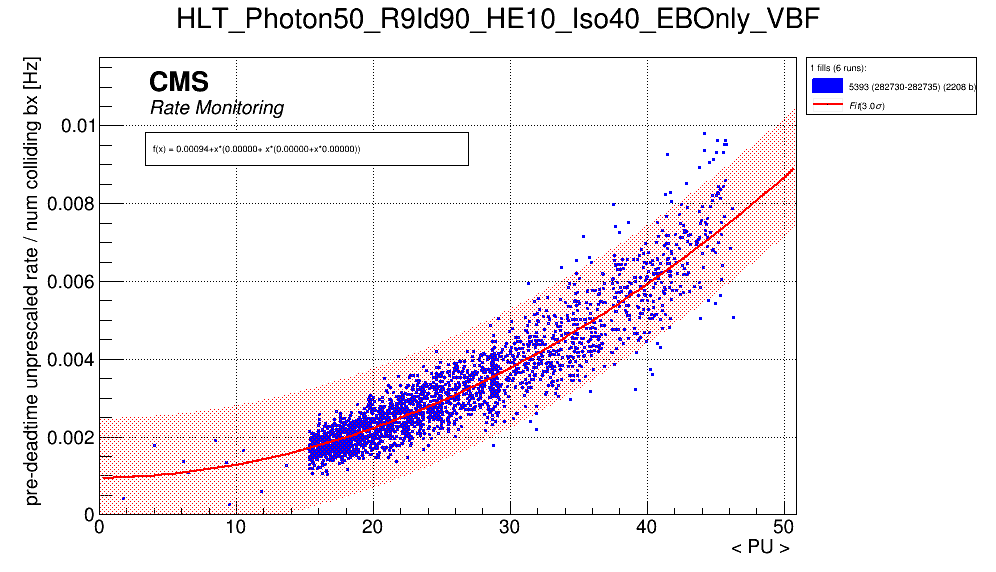 HLT_Photon50_R9Id90_HE10_Iso40_EBOnly_VBF
pre-deadtime unprescaled rate / num colliding bx [Hz]
CMS
Rate Monitoring
f(x) = 0.00094+x*(0.00000+ x*(0.00000+x*0.00000))
1 fills (6 runs):
5393 (282730-282735) (2208 b)
Fit(3.0σ)
0.01
0.008
0.006
0.004
0.002
0
0 10 20 30 40 50
< PU >